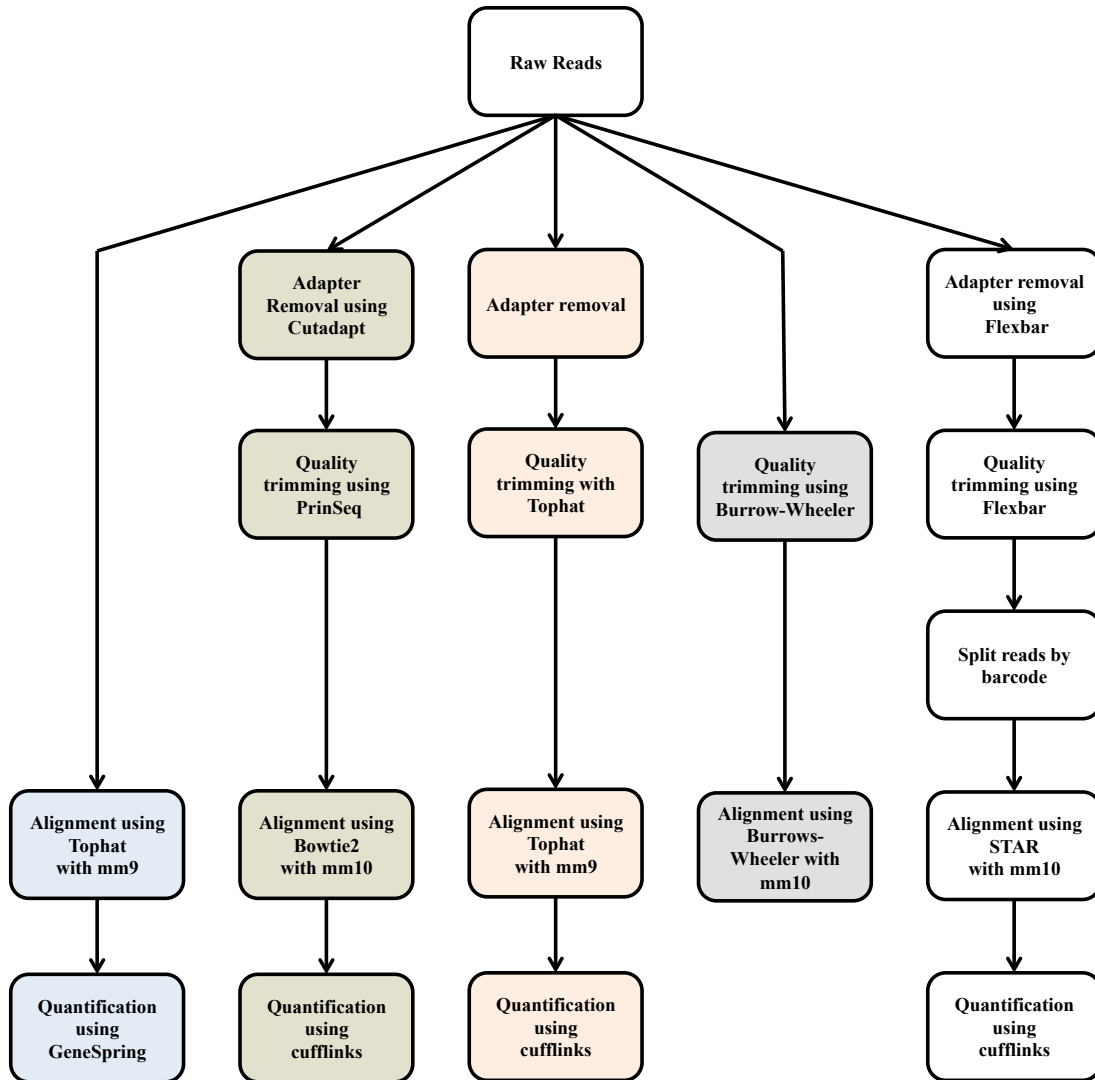 Raw Reads
Adapter
Removal using
Cutadapt
Adapter removal
Adapter removal
using
Flexbar
Quality
trimming using
PrinSeq
Quality
trimming with
Tophat
Quality
trimming using
Burrow-Wheeler
Quality
trimming using
Flexbar
Split reads by
barcode
Alignment using
Tophat
with mm9
Alignment using
Bowtie2
with mm10
Alignment using
Tophat
with mm9
Alignment using
Burrows-
Wheeler with
mm10
Alignment using
STAR
with mm10
Quantification
using
GeneSpring
Quantification
using
cufflinks
Quantification
using
cufflinks
Quantification
using
cufflinks